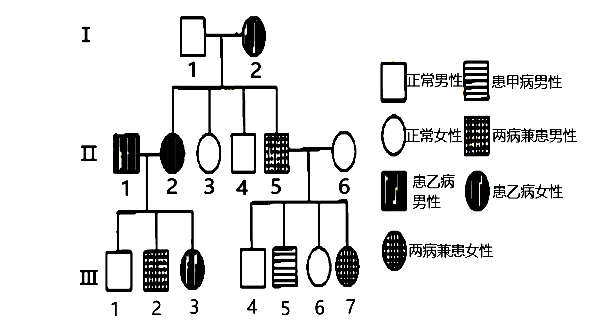 I
1 2
II
1 2 3 4 5 6
III
1 2 3 4 5 6 7
正常男性 患甲病男性
正常女性 两病兼患男性
患乙病男性 患乙病女性
两病兼患女性